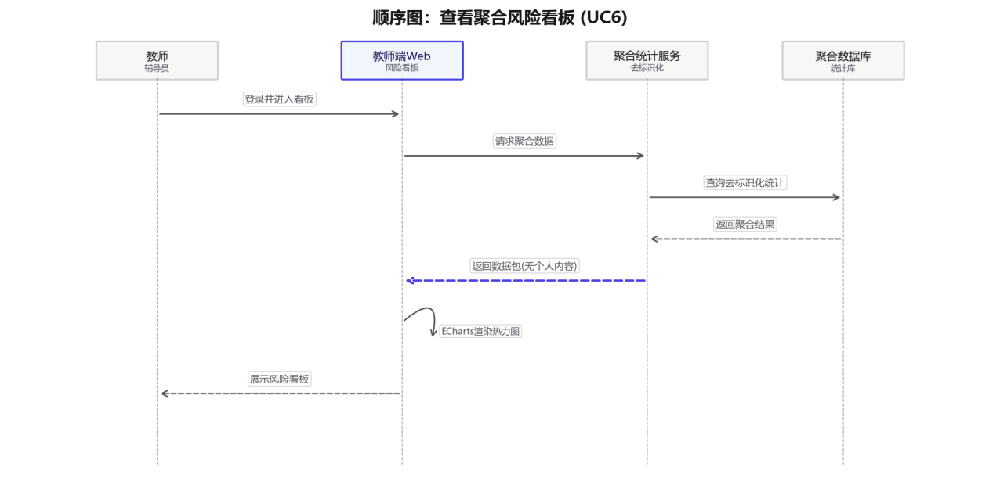 顺序图：查看聚合风险看板 (UC6)
教师
辅导员
教师端Web
风险看板
聚合统计服务
去标识化
聚合数据库
统计库
登录并进入看板
请求聚合数据
查询去标识化统计
返回聚合结果
返回数据包(无个人内容)
ECharts渲染热力图
展示风险看板